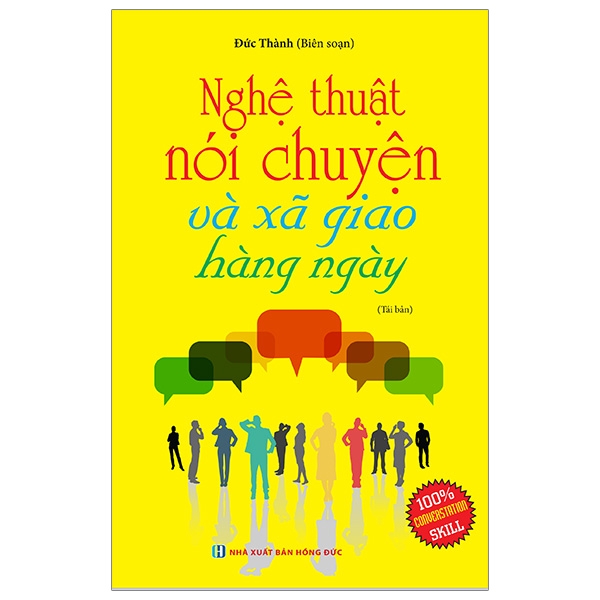 Đức Thành (Biên soạn)
Nghệ thuật
nói chuyện
và xã giao
hàng ngày
(Tái bản)
100%
CONVERSTATION
SKILL
NHÀ XUẤT BẢN HỒNG ĐỨC